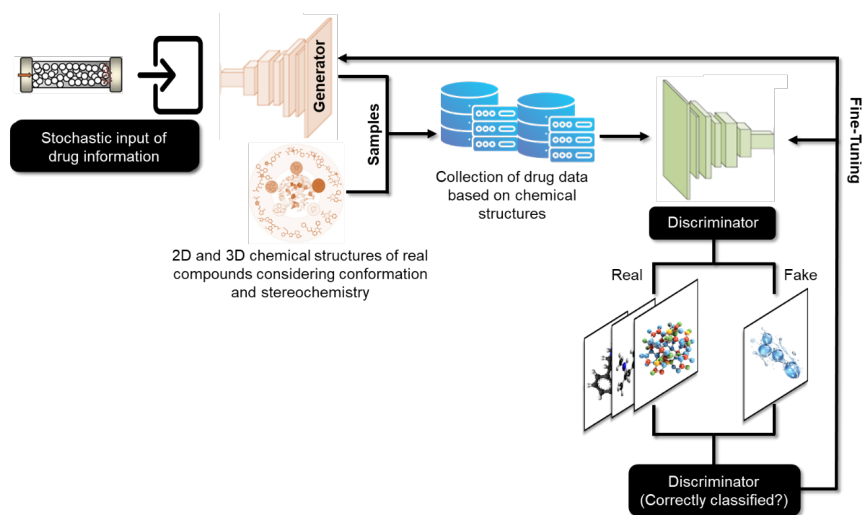 Stochastic input of
drug information
Generator
Samples
2D and 3D chemical structures of real
compounds considering conformation
and stereochemistry
Collection of drug data
based on chemical
structures
Fine-Tuning
Discriminator
Real
Fake
Discriminator
(Correctly classified?)